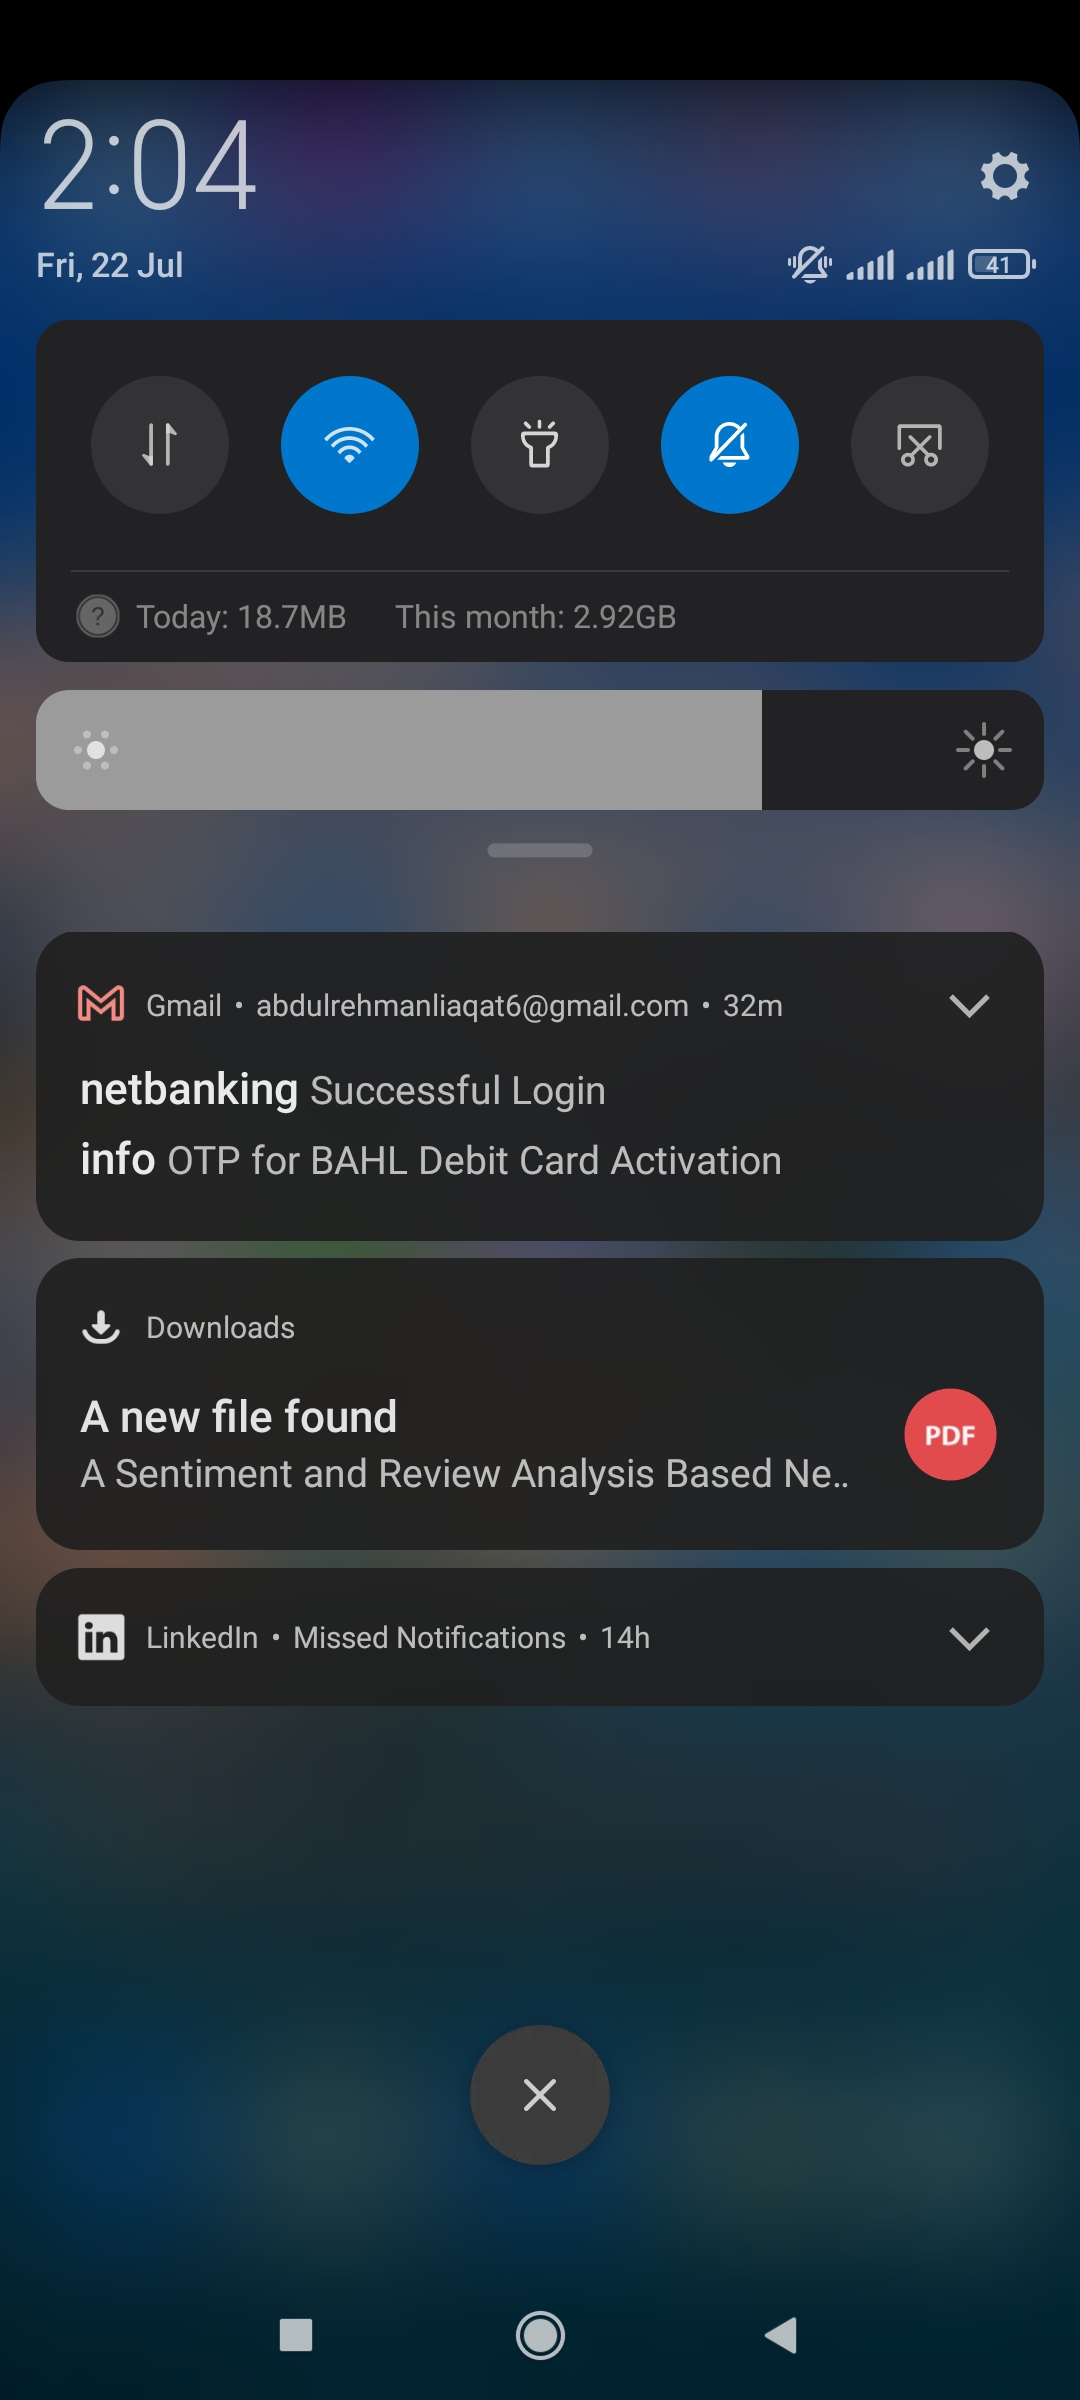 2:04
Fri, 22 Jul
41
? Today: 18.7MB This month: 2.92GB
Gmail • abdulrehmanliaqat6@gmail.com • 32m
netbanking Successful Login
info OTP for BAHL Debit Card Activation
Downloads
A new file found
A Sentiment and Review Analysis Based Ne..
PDF
in LinkedIn • Missed Notifications • 14h